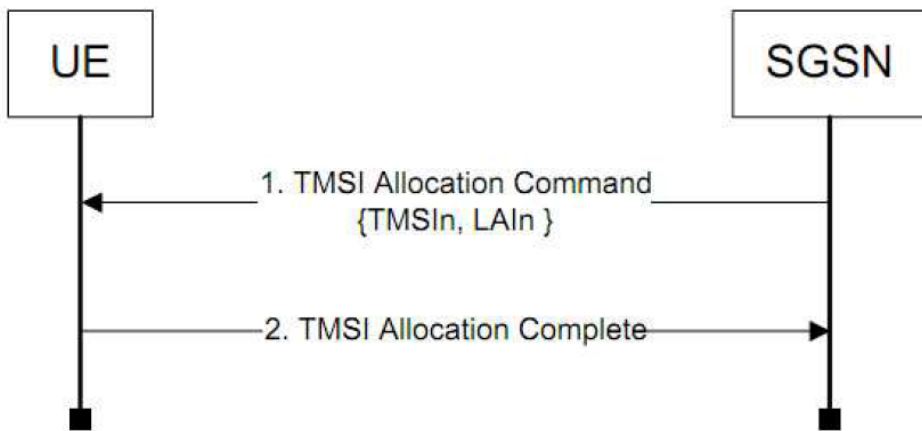 UE
SGSN
1. TMSI Allocation Command
{TMSIn, LAIn }
2. TMSI Allocation Complete